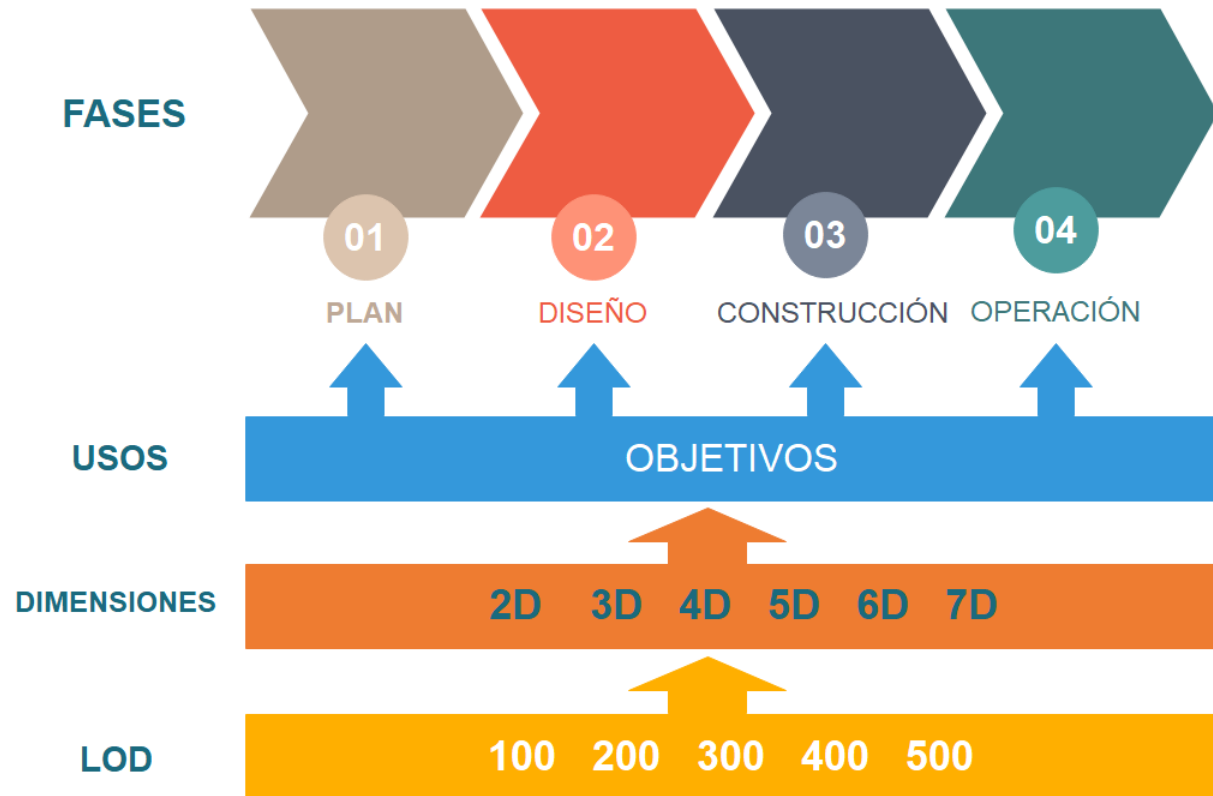 FASES
01 02 03 04
PLAN DISEÑO CONSTRUCCIÓN OPERACIÓN
USOS OBJETIVOS
DIMENSIONES 2D 3D 4D 5D 6D 7D
LOD 100 200 300 400 500